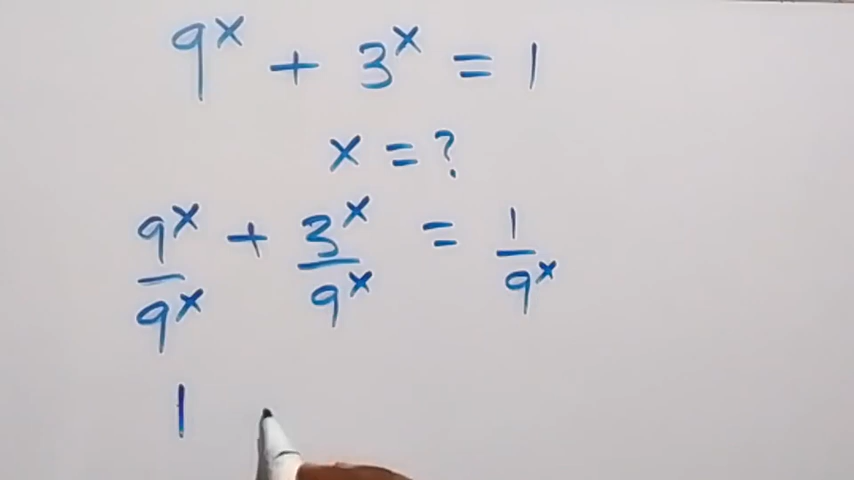 9^x + 3^x = 1
x = ?
9^x/9^x + 3^x/9^x = 1/9^x
1